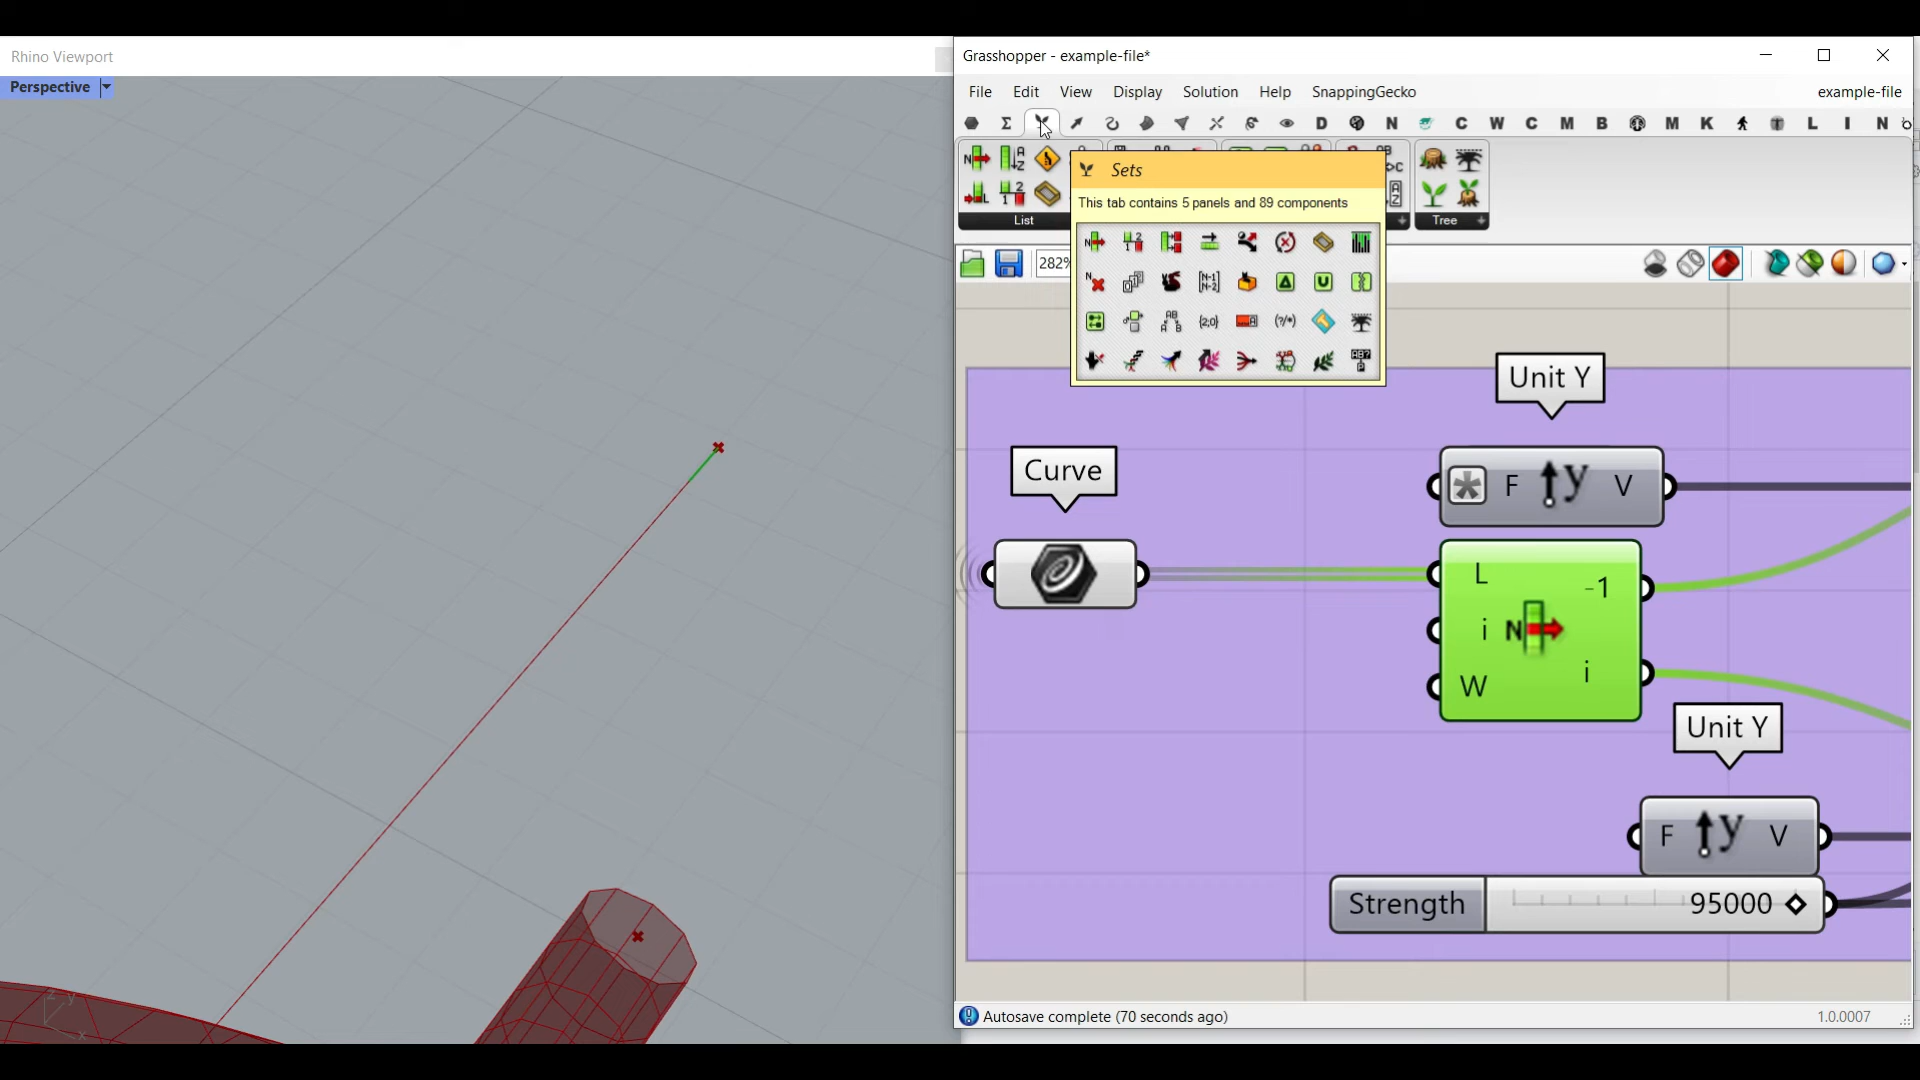 Rhino Viewport
Perspective
Grasshopper - example-file*
File Edit View Display Solution Help SnappingGecko example-file
Σ D N C W C M B M K L I N
Sets
This tab contains 5 panels and 89 components
List
Tree
282%
Unit Y
Curve
F y V
L
-1
i N
i
W
Unit Y
F y V
Strength 95000
Autosave complete (70 seconds ago) 1.0.0007